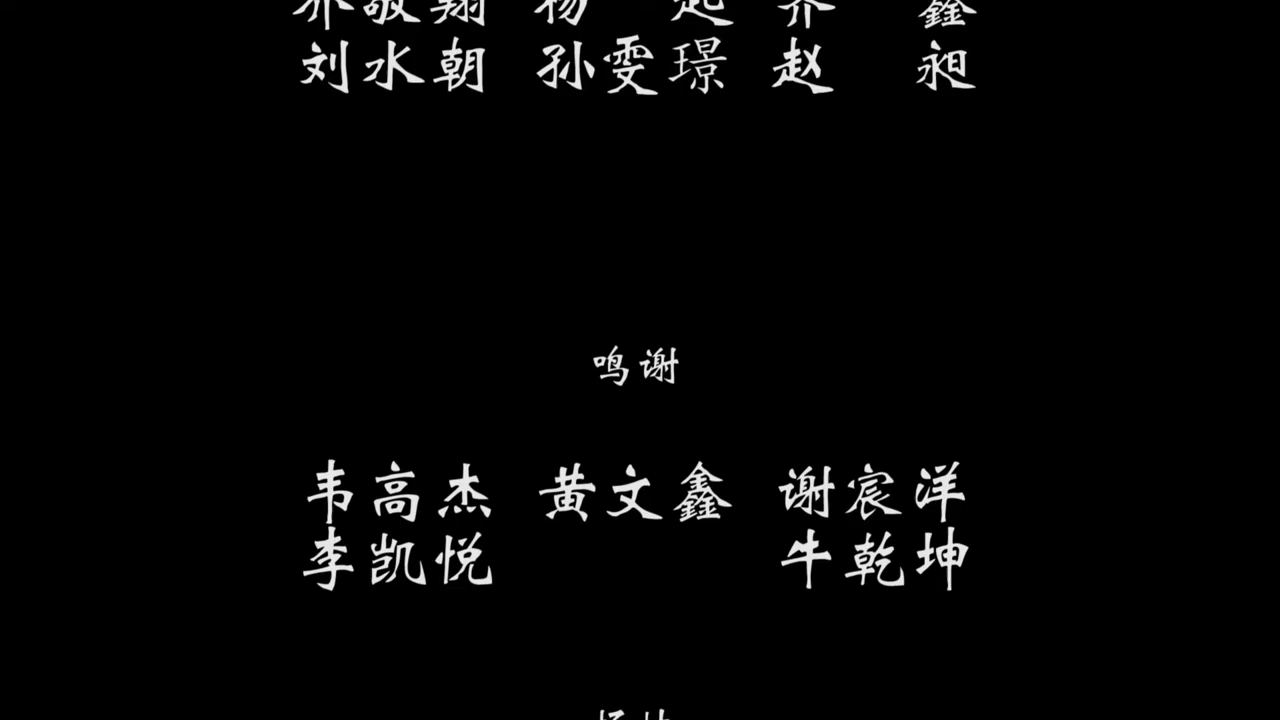 刘水朝 孙雯璟 赵 昶
鸣谢
韦高杰 黄文鑫 谢宸洋
李凯悦 牛乾坤